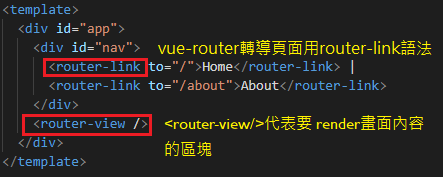 <template>
<div id="app">
<div id="nav"> vue-router轉導頁面用router-link語法
<router-link to="/">Home</router-link> |
<router-link to="/about">About</router-link>
</div>
<router-view /> <router-view/>代表要 render畫面內容
</div> 的區塊
</template>